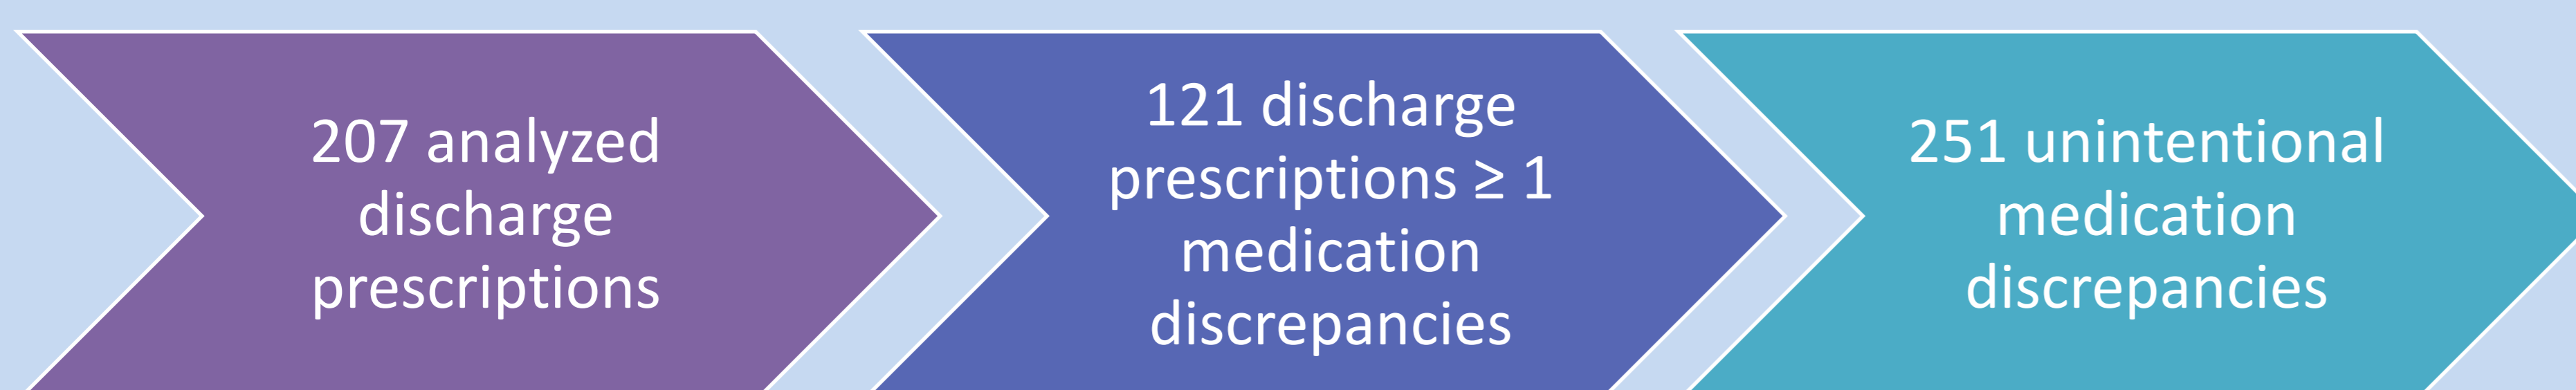 207 analyzed
discharge
prescriptions
121 discharge
prescriptions ≥ 1
medication
discrepancies
251 unintentional
medication
discrepancies